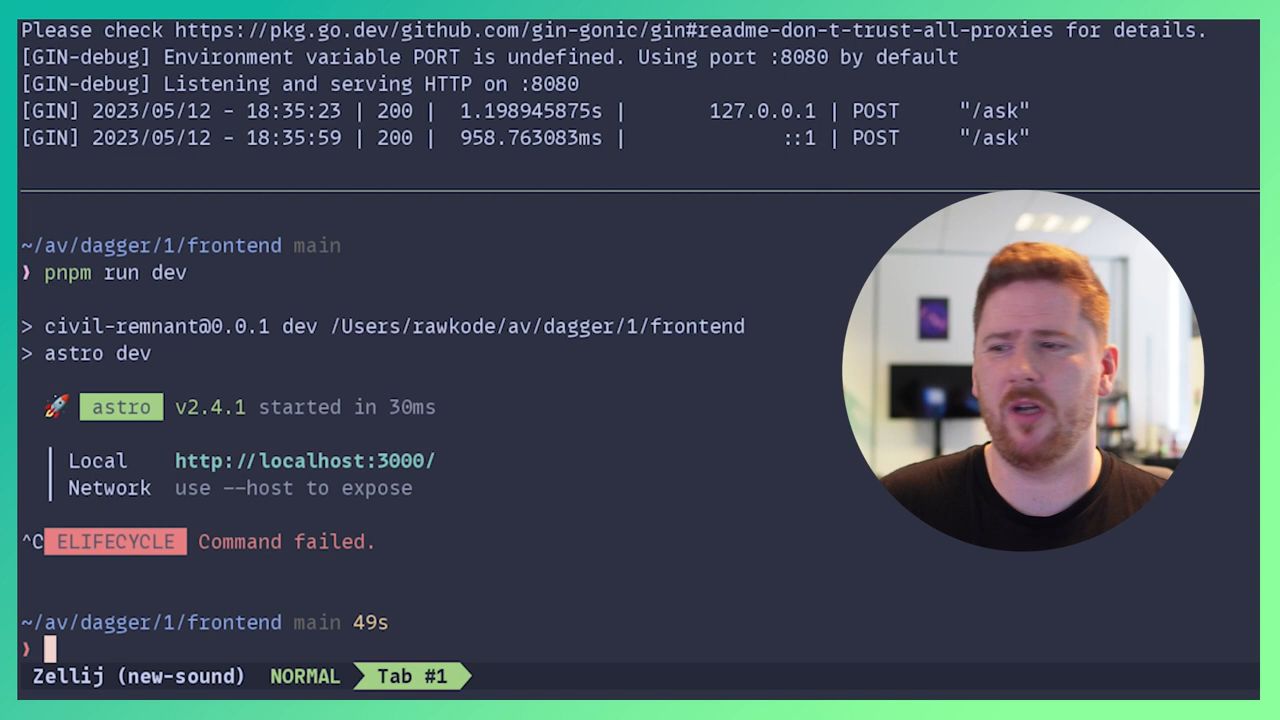 Please check https://pkg.go.dev/github.com/gin-gonic/gin#readme-don-t-trust-all-proxies for details.
[GIN-debug] Environment variable PORT is undefined. Using port :8080 by default
[GIN-debug] Listening and serving HTTP on :8080
[GIN] 2023/05/12 - 18:35:23 | 200 |  1.198945875s |       127.0.0.1 | POST     "/ask"
[GIN] 2023/05/12 - 18:35:59 | 200 |  958.763083ms |             ::1 | POST     "/ask"
~/av/dagger/1/frontend main
❯ pnpm run dev
> civil-remnant@0.0.1 dev /Users/rawkode/av/dagger/1/frontend
> astro dev
🚀 astro v2.4.1 started in 30ms
┃ Local    http://localhost:3000/
┃ Network  use --host to expose
^C ELIFECYCLE  Command failed.
~/av/dagger/1/frontend main 49s
❯
Zellij (new-sound)  NORMAL  Tab #1